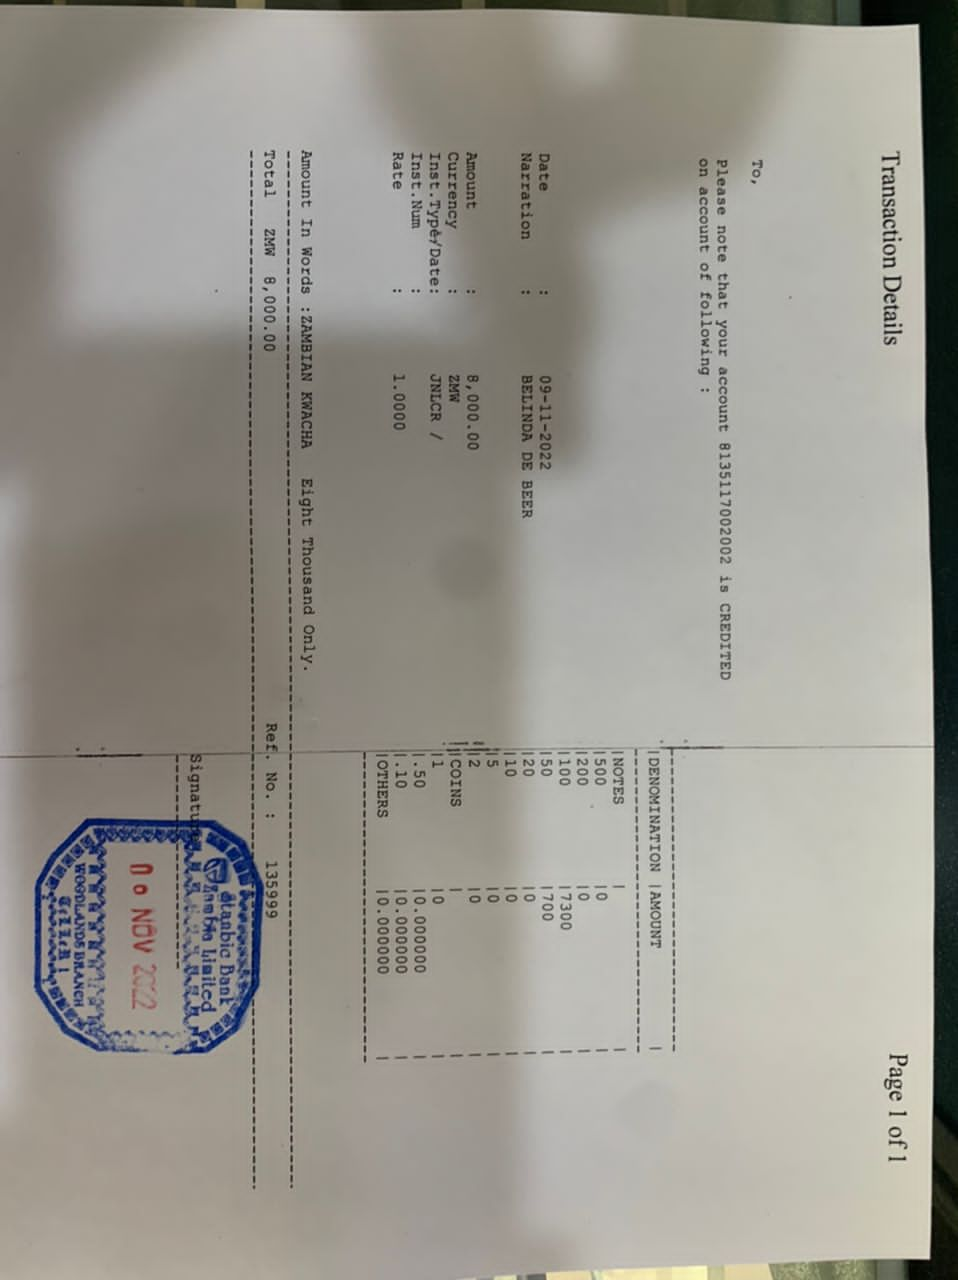 Transaction Details Page 1 of 1
To,
Please note that your account 8135117002002 is CREDITED
on account of following :
|DENOMINATION |AMOUNT |
|NOTES | |
Date : 09-11-2022
Narration : BELINDA DE BEER
|500 |0 |
|200 |0 |
|100 |7300 |
|50 |700 |
|20 |0 |
|10 |0 |
|5 |0 |
|2 |0 |
Amount : 8,000.00
Currency : ZMW
Inst.Type/Date: JNLCR /
Inst.Num :
Rate : 1.0000
|COINS | |
|1 |0 |
|.50 |0.000000 |
|.10 |0.000000 |
|OTHERS |0.000000 |
Amount In Words :ZAMBIAN KWACHA Eight Thousand Only.
Total ZMW 8,000.00 Ref. No. : 135999
Signature
Stanbic Bank
Zambia Limited
NOV 2022
WOODLANDS BRANCH